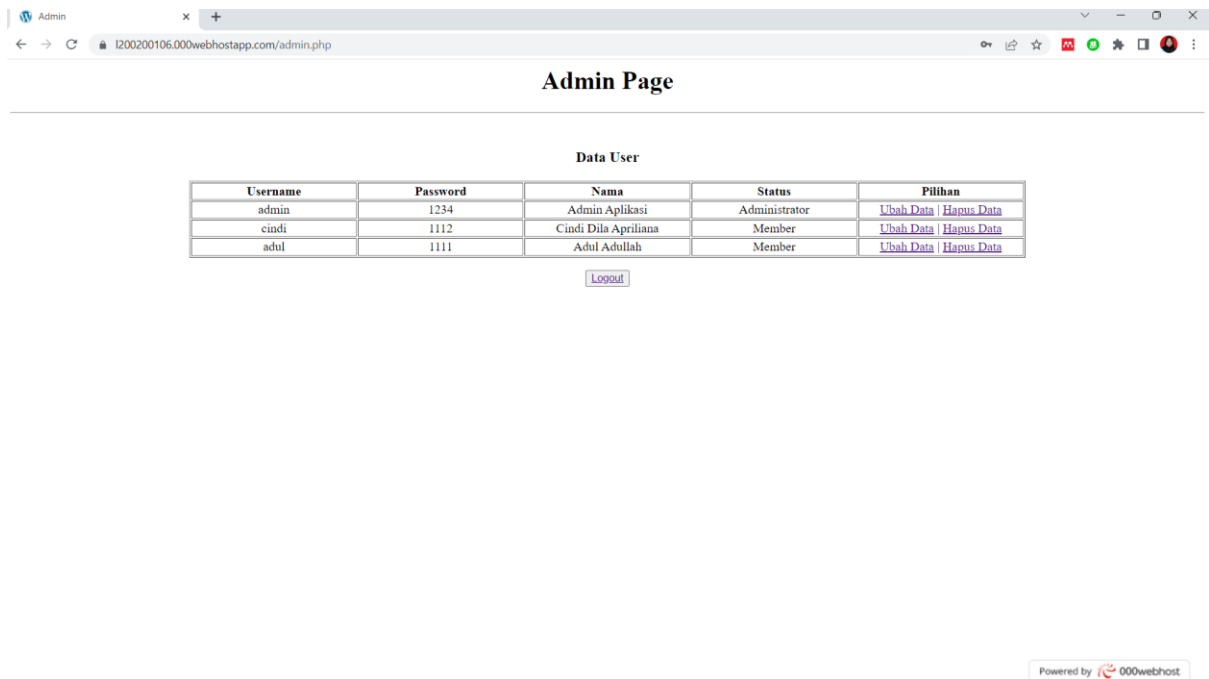 Admin
l200200106.000webhostapp.com/admin.php
Admin Page
Data User
Username Password Nama Status Pilihan
admin 1234 Admin Aplikasi Administrator Ubah Data | Hapus Data
cindi 1112 Cindi Dila Apriliana Member Ubah Data | Hapus Data
adul 1111 Adul Adullah Member Ubah Data | Hapus Data
Logout
Powered by 000webhost